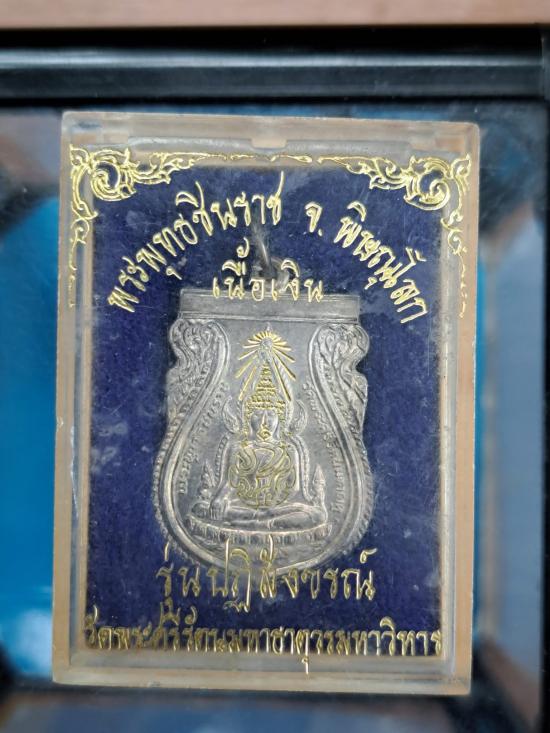 พระพุทธชินราช จ. พิษณุโลก
เนื้อเงิน
รุ่นปฏิสังขรณ์
วัดพระศรีรัตนมหาธาตุวรมหาวิหาร